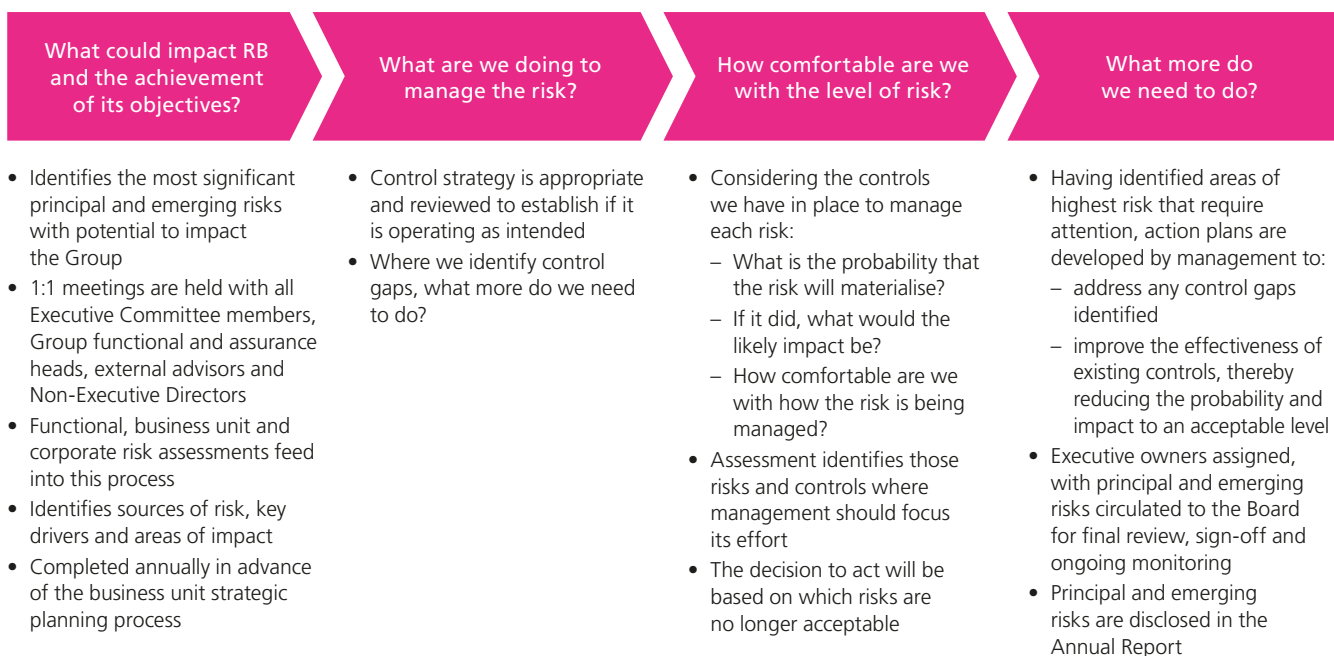 What could impact RB
and the achievement
of its objectives?
What are we doing to
manage the risk?
How comfortable are we
with the level of risk?
What more do
we need to do?
• Identifies the most significant
principal and emerging risks
with potential to impact
the Group
• 1:1 meetings are held with all
Executive Committee members,
Group functional and assurance
heads, external advisors and
Non-Executive Directors
• Functional, business unit and
corporate risk assessments feed
into this process
• Identifies sources of risk, key
drivers and areas of impact
• Completed annually in advance
of the business unit strategic
planning process
• Control strategy is appropriate
and reviewed to establish if it
is operating as intended
• Where we identify control
gaps, what more do we need
to do?
• Considering the controls
we have in place to manage
each risk:
– What is the probability that
the risk will materialise?
– If it did, what would the
likely impact be?
– How comfortable are we
with how the risk is being
managed?
• Assessment identifies those
risks and controls where
management should focus
its effort
• The decision to act will be
based on which risks are
no longer acceptable
• Having identified areas of
highest risk that require
attention, action plans are
developed by management to:
– address any control gaps
identified
– improve the effectiveness of
existing controls, thereby
reducing the probability and
impact to an acceptable level
• Executive owners assigned,
with principal and emerging
risks circulated to the Board
for final review, sign-off and
ongoing monitoring
• Principal and emerging
risks are disclosed in the
Annual Report